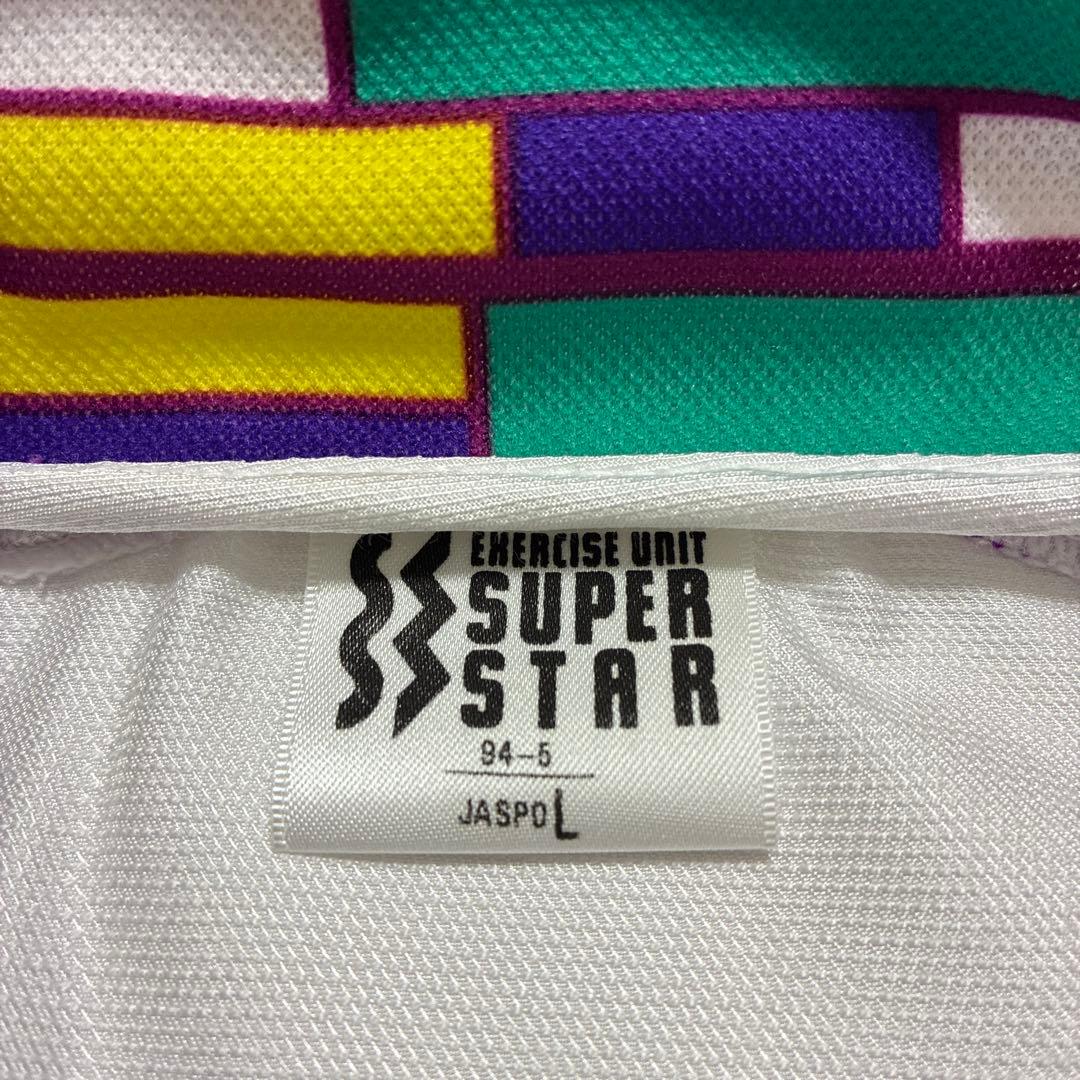 EXERCISE UNIT
SUPER
STAR
94-5
JASPO L